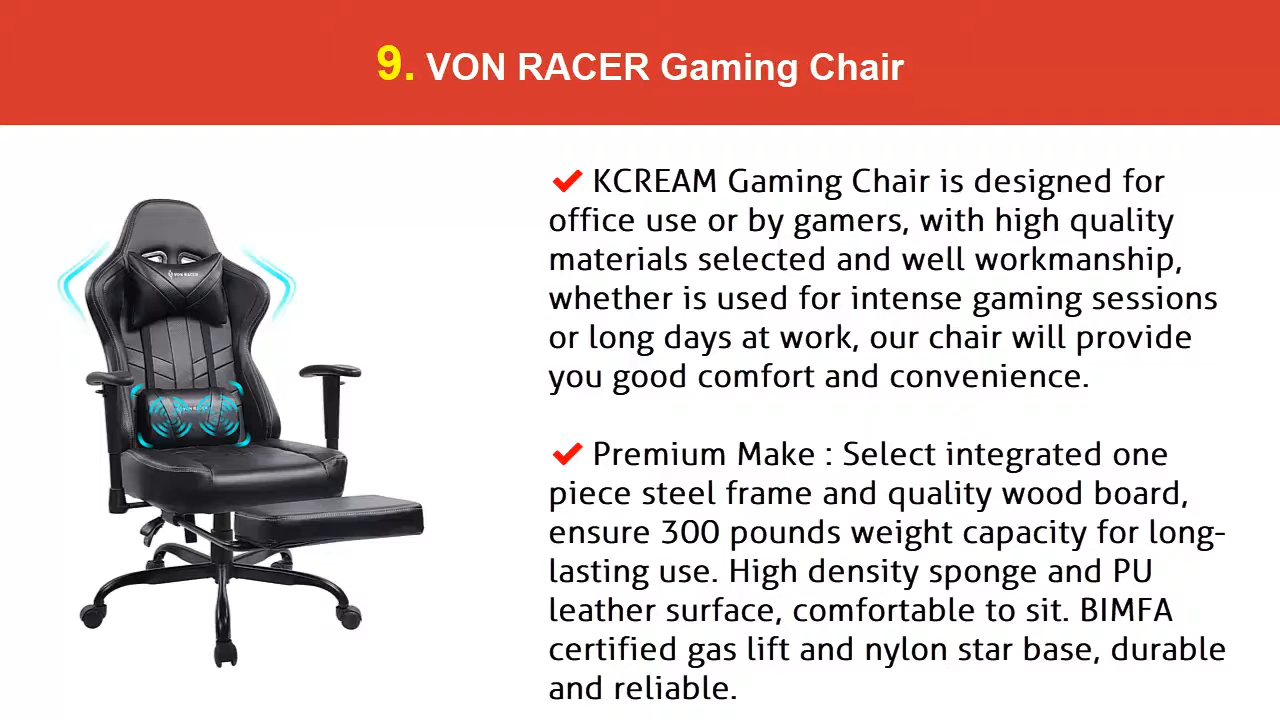 9. VON RACER Gaming Chair
✔ KCREAM Gaming Chair is designed for
office use or by gamers, with high quality
materials selected and well workmanship,
whether is used for intense gaming sessions
or long days at work, our chair will provide
you good comfort and convenience.
✔ Premium Make : Select integrated one
piece steel frame and quality wood board,
ensure 300 pounds weight capacity for long-
lasting use. High density sponge and PU
leather surface, comfortable to sit. BIMFA
certified gas lift and nylon star base, durable
and reliable.
VON RACER